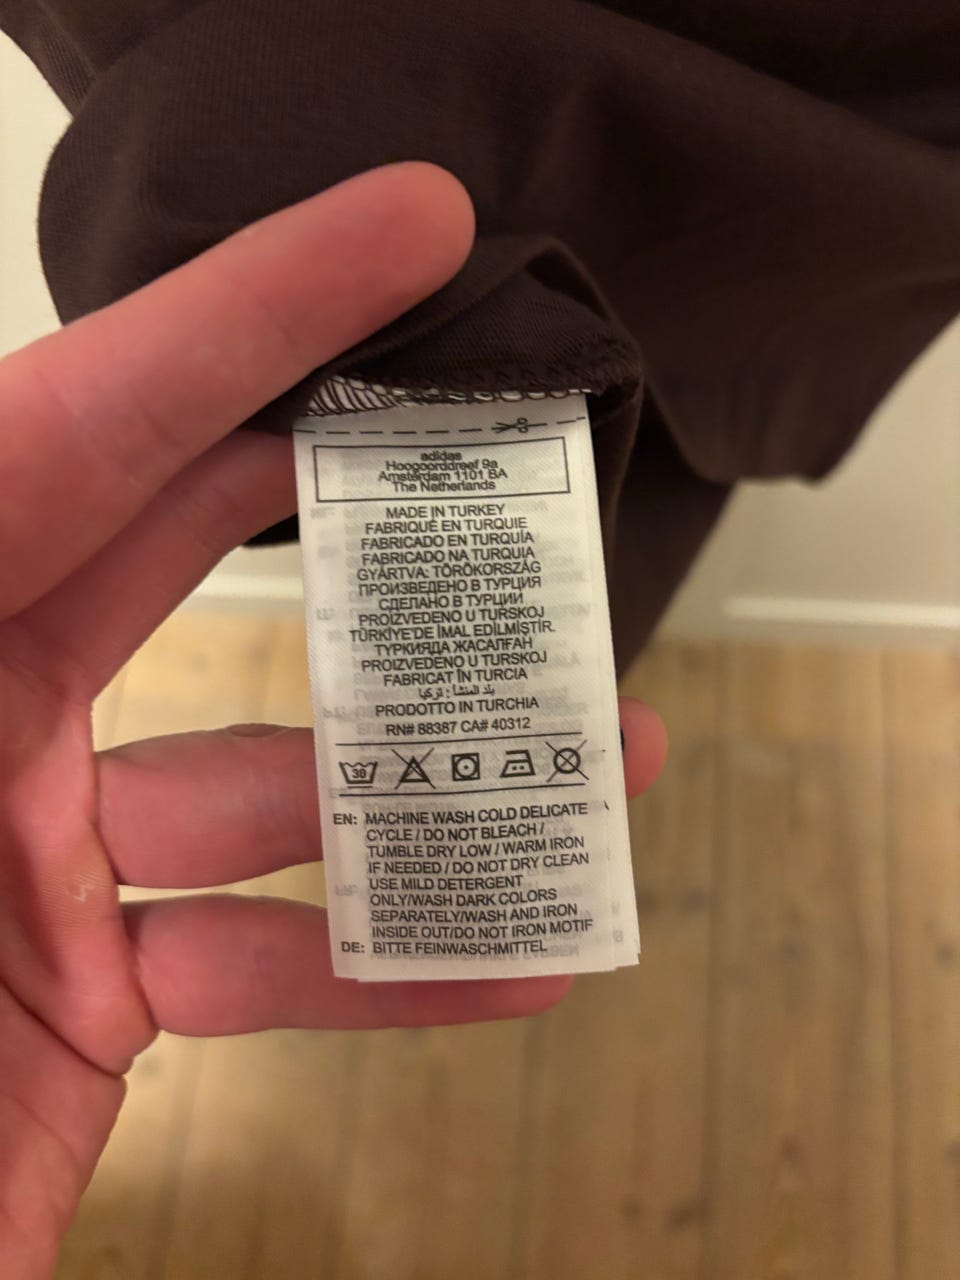 adidas
Hoogoorddreef 9a
Amsterdam 1101 BA
The Netherlands
MADE IN TURKEY
FABRIQUÉ EN TURQUIE
FABRICADO EN TURQUÍA
FABRICADO NA TURQUIA
GYÁRTVA: TÖRÖKORSZÁG
ПРОИЗВЕДЕНО В ТУРЦИЯ
СДЕЛАНО В ТУРЦИИ
PROIZVEDENO U TURSKOJ
TÜRKİYE'DE İMAL EDİLMİŞTİR.
ТУРКИЯДА ЖАСАЛҒАН
PROIZVEDENO U TURSKOJ
FABRICAT ÎN TURCIA
بلد المنشأ : تركيا
PRODOTTO IN TURCHIA
RN# 88387 CA# 40312
30
EN: MACHINE WASH COLD DELICATE
CYCLE / DO NOT BLEACH /
TUMBLE DRY LOW / WARM IRON
IF NEEDED / DO NOT DRY CLEAN
USE MILD DETERGENT
ONLY/WASH DARK COLORS
SEPARATELY/WASH AND IRON
INSIDE OUT/DO NOT IRON MOTIF
DE: BITTE FEINWASCHMITTEL